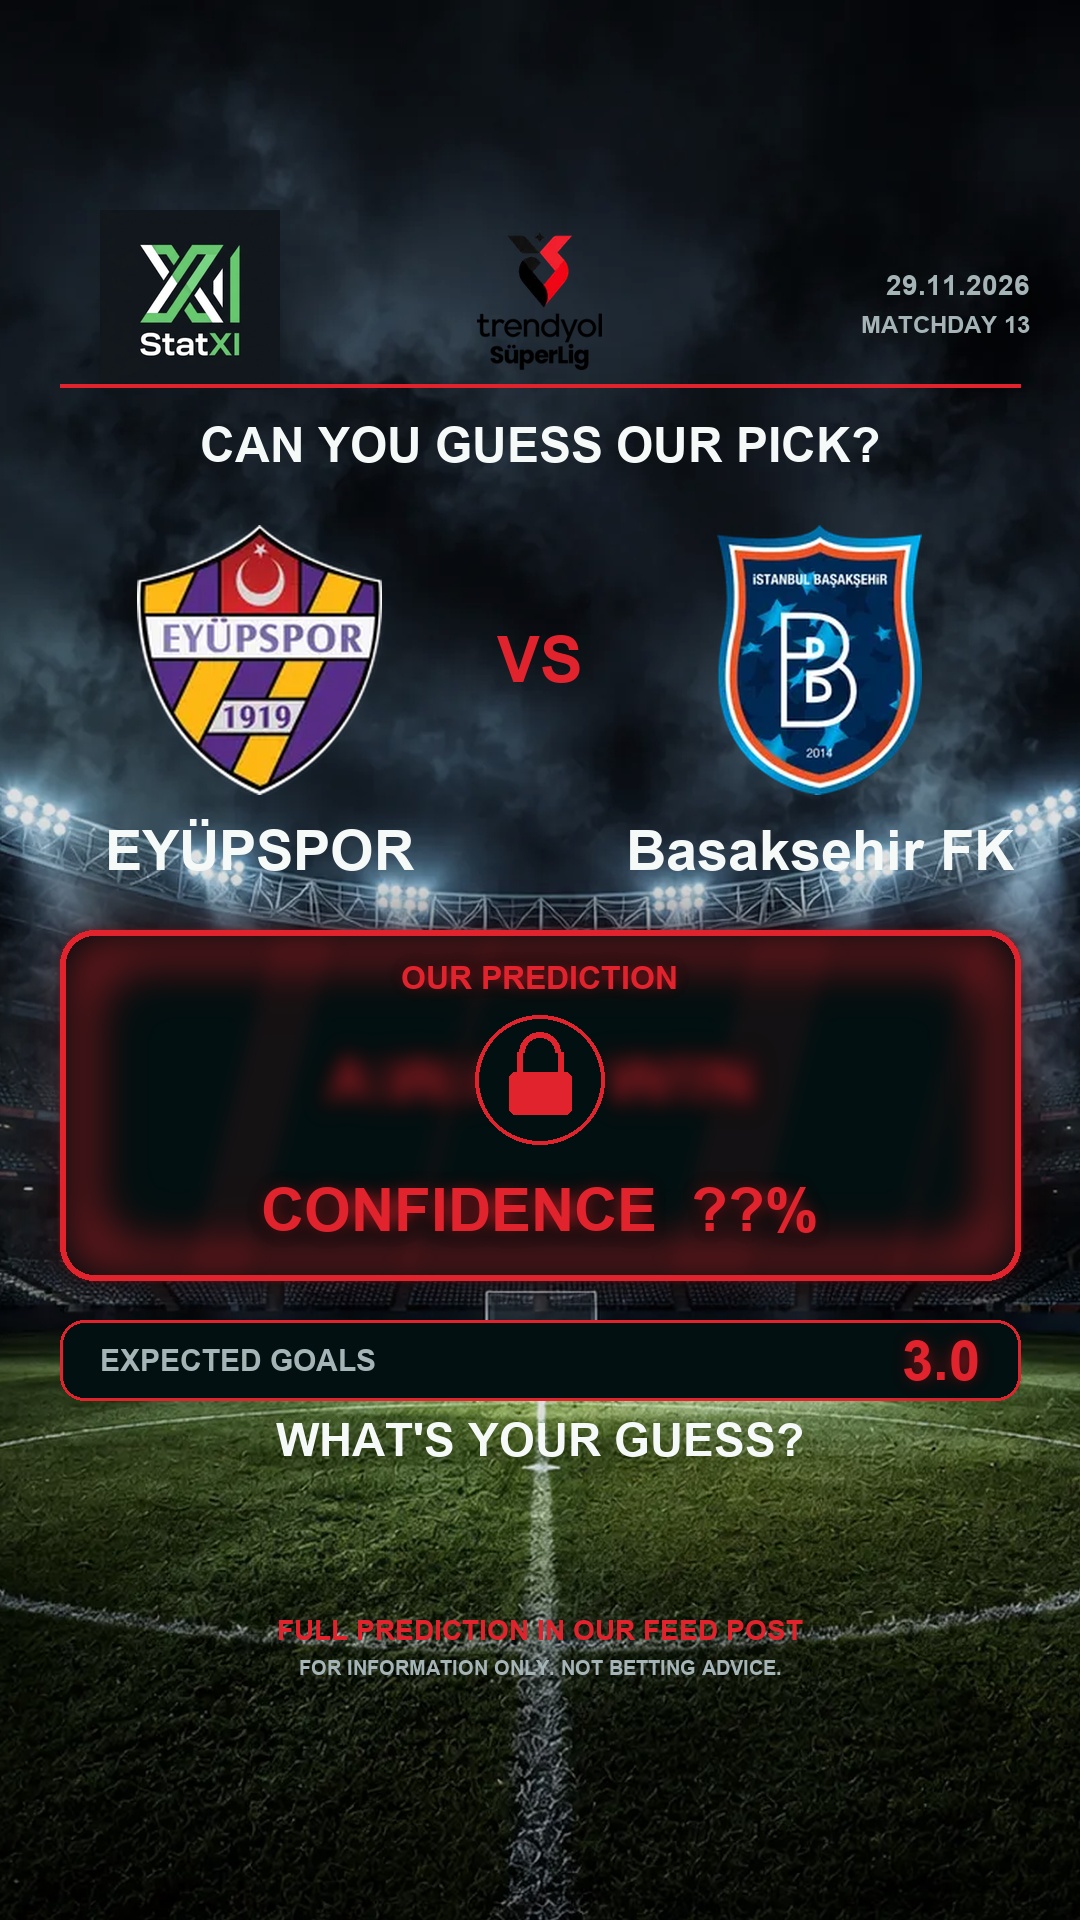 XI
StatXI
trendyol
SüperLig
29.11.2026
MATCHDAY 13
CAN YOU GUESS OUR PICK?
EYÜPSPOR
1919
VS
İSTANBUL BAŞAKŞEHİR
B
2014
EYÜPSPOR
Basaksehir FK
OUR PREDICTION
CONFIDENCE ??%
EXPECTED GOALS
3.0
WHAT'S YOUR GUESS?
FULL PREDICTION IN OUR FEED POST
FOR INFORMATION ONLY. NOT BETTING ADVICE.